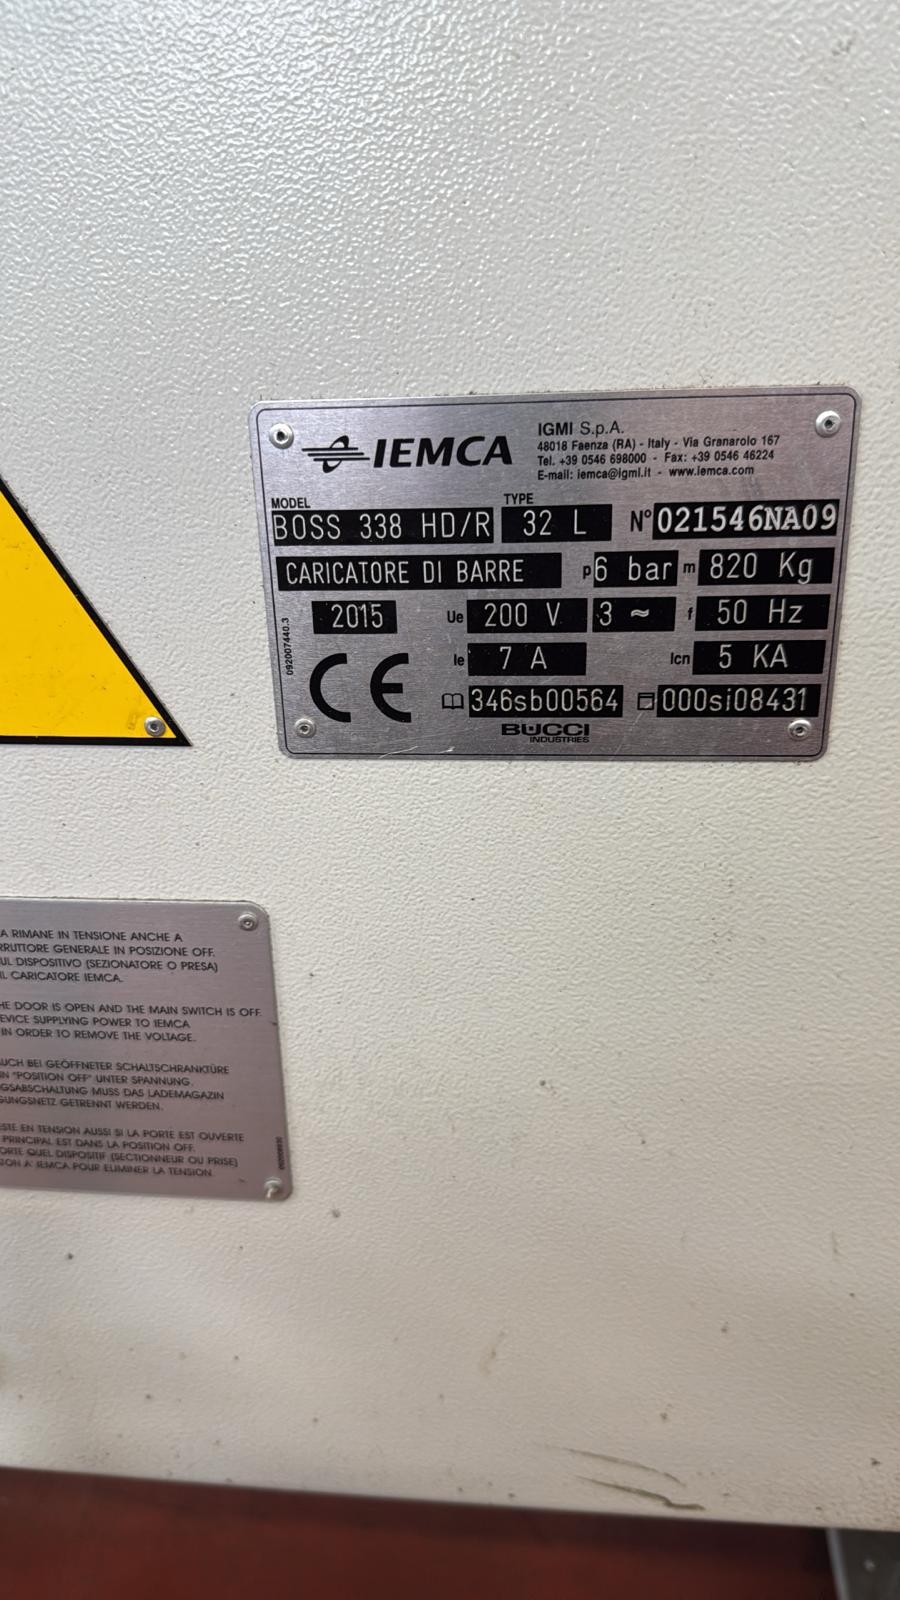 IEMCA
IGMI S.p.A.
48018 Faenza (RA) - Italy - Via Granarolo 167
Tel. +39 0546 698000 - Fax: +39 0546 46224
E-mail: iemca@igmi.it - www.iemca.com
MODEL TYPE
BOSS 338 HD/R 32 L N° 021546NA09
CARICATORE DI BARRE p 6 bar m 820 Kg
2015 Ue 200 V 3 ≈ f 50 Hz
Ie 7 A Icn 5 KA
092007440.3
CE
346sb00564 000si08431
BUCCI
INDUSTRIES
A RIMANE IN TENSIONE ANCHE A
RRUTTORE GENERALE IN POSIZIONE OFF.
UL DISPOSITIVO (SEZIONATORE O PRESA)
IL CARICATORE IEMCA.
HE DOOR IS OPEN AND THE MAIN SWITCH IS OFF.
EVICE SUPPLYING POWER TO IEMCA
IN ORDER TO REMOVE THE VOLTAGE.
UCH BEI GEÖFFNETER SCHALTSCHRANKTÜRE
IN "POSITION OFF" UNTER SPANNUNG.
GSABSCHALTUNG MUSS DAS LADEMAGAZIN
GUNGSNETZ GETRENNT WERDEN.
STE EN TENSION AUSSI SI LA PORTE EST OUVERTE
PRINCIPAL EST DANS LA POSITION OFF.
ORTE QUEL DISPOSITIF (SECTIONNEUR OU PRISE)
ION A IEMCA POUR ELIMINER LA TENSION.